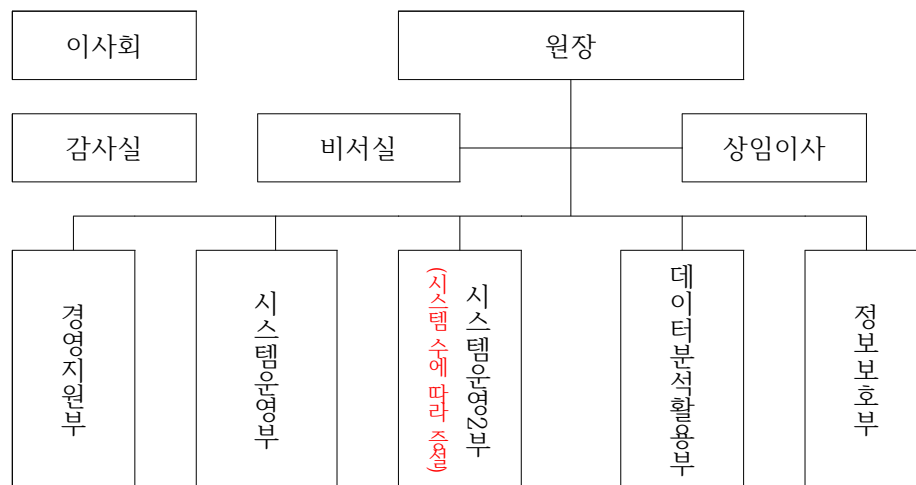 이사회
원장
감사실
비서실
상임이사
경영지원부
시스템운영부
시스템운영2부
(시스템 수에 따라 증설)
데이터분석활용부
정보보호부